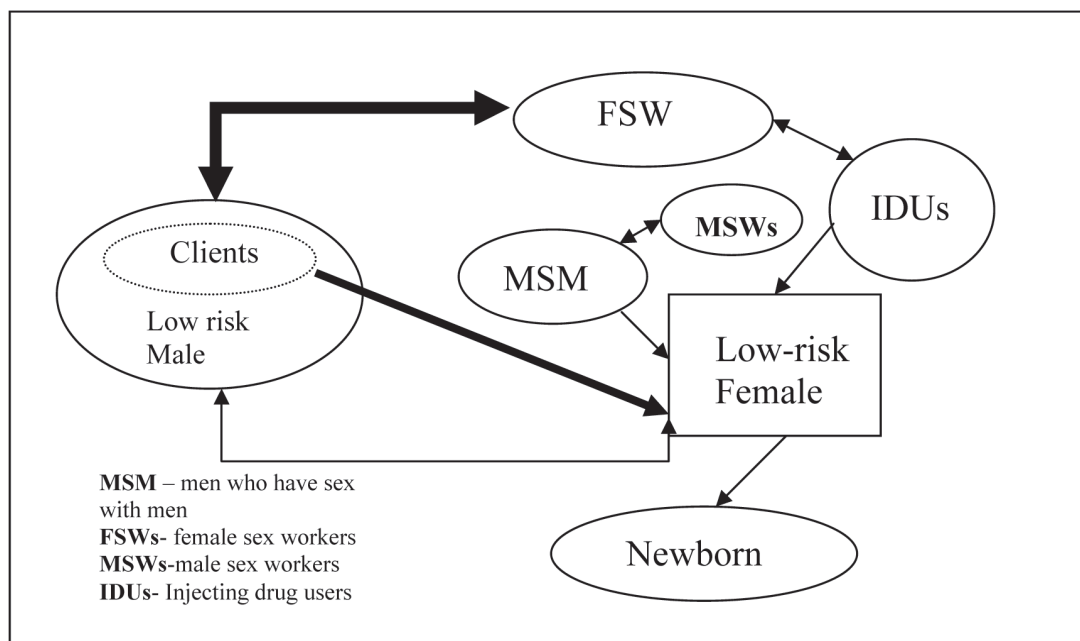 FSW
IDUs
MSWs
Clients
MSM
Low risk
Male
Low-risk
Female
MSM – men who have sex
with men
FSWs- female sex workers
MSWs-male sex workers
IDUs- Injecting drug users
Newborn